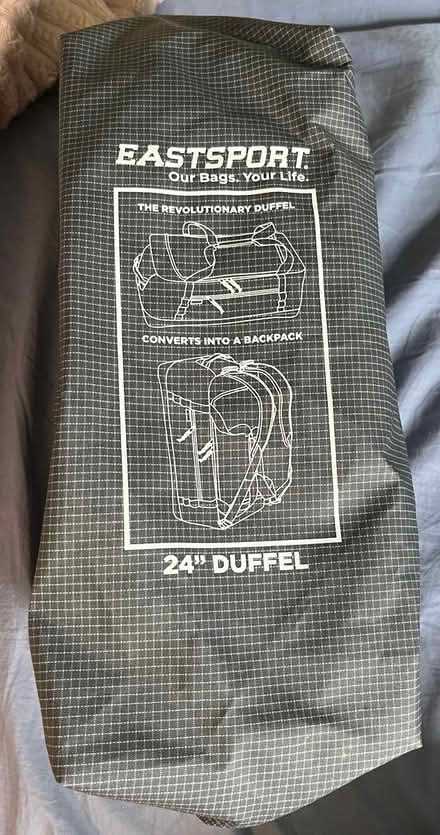 EASTSPORT.
Our Bags. Your Life.
THE REVOLUTIONARY DUFFEL
CONVERTS INTO A BACKPACK
24” DUFFEL